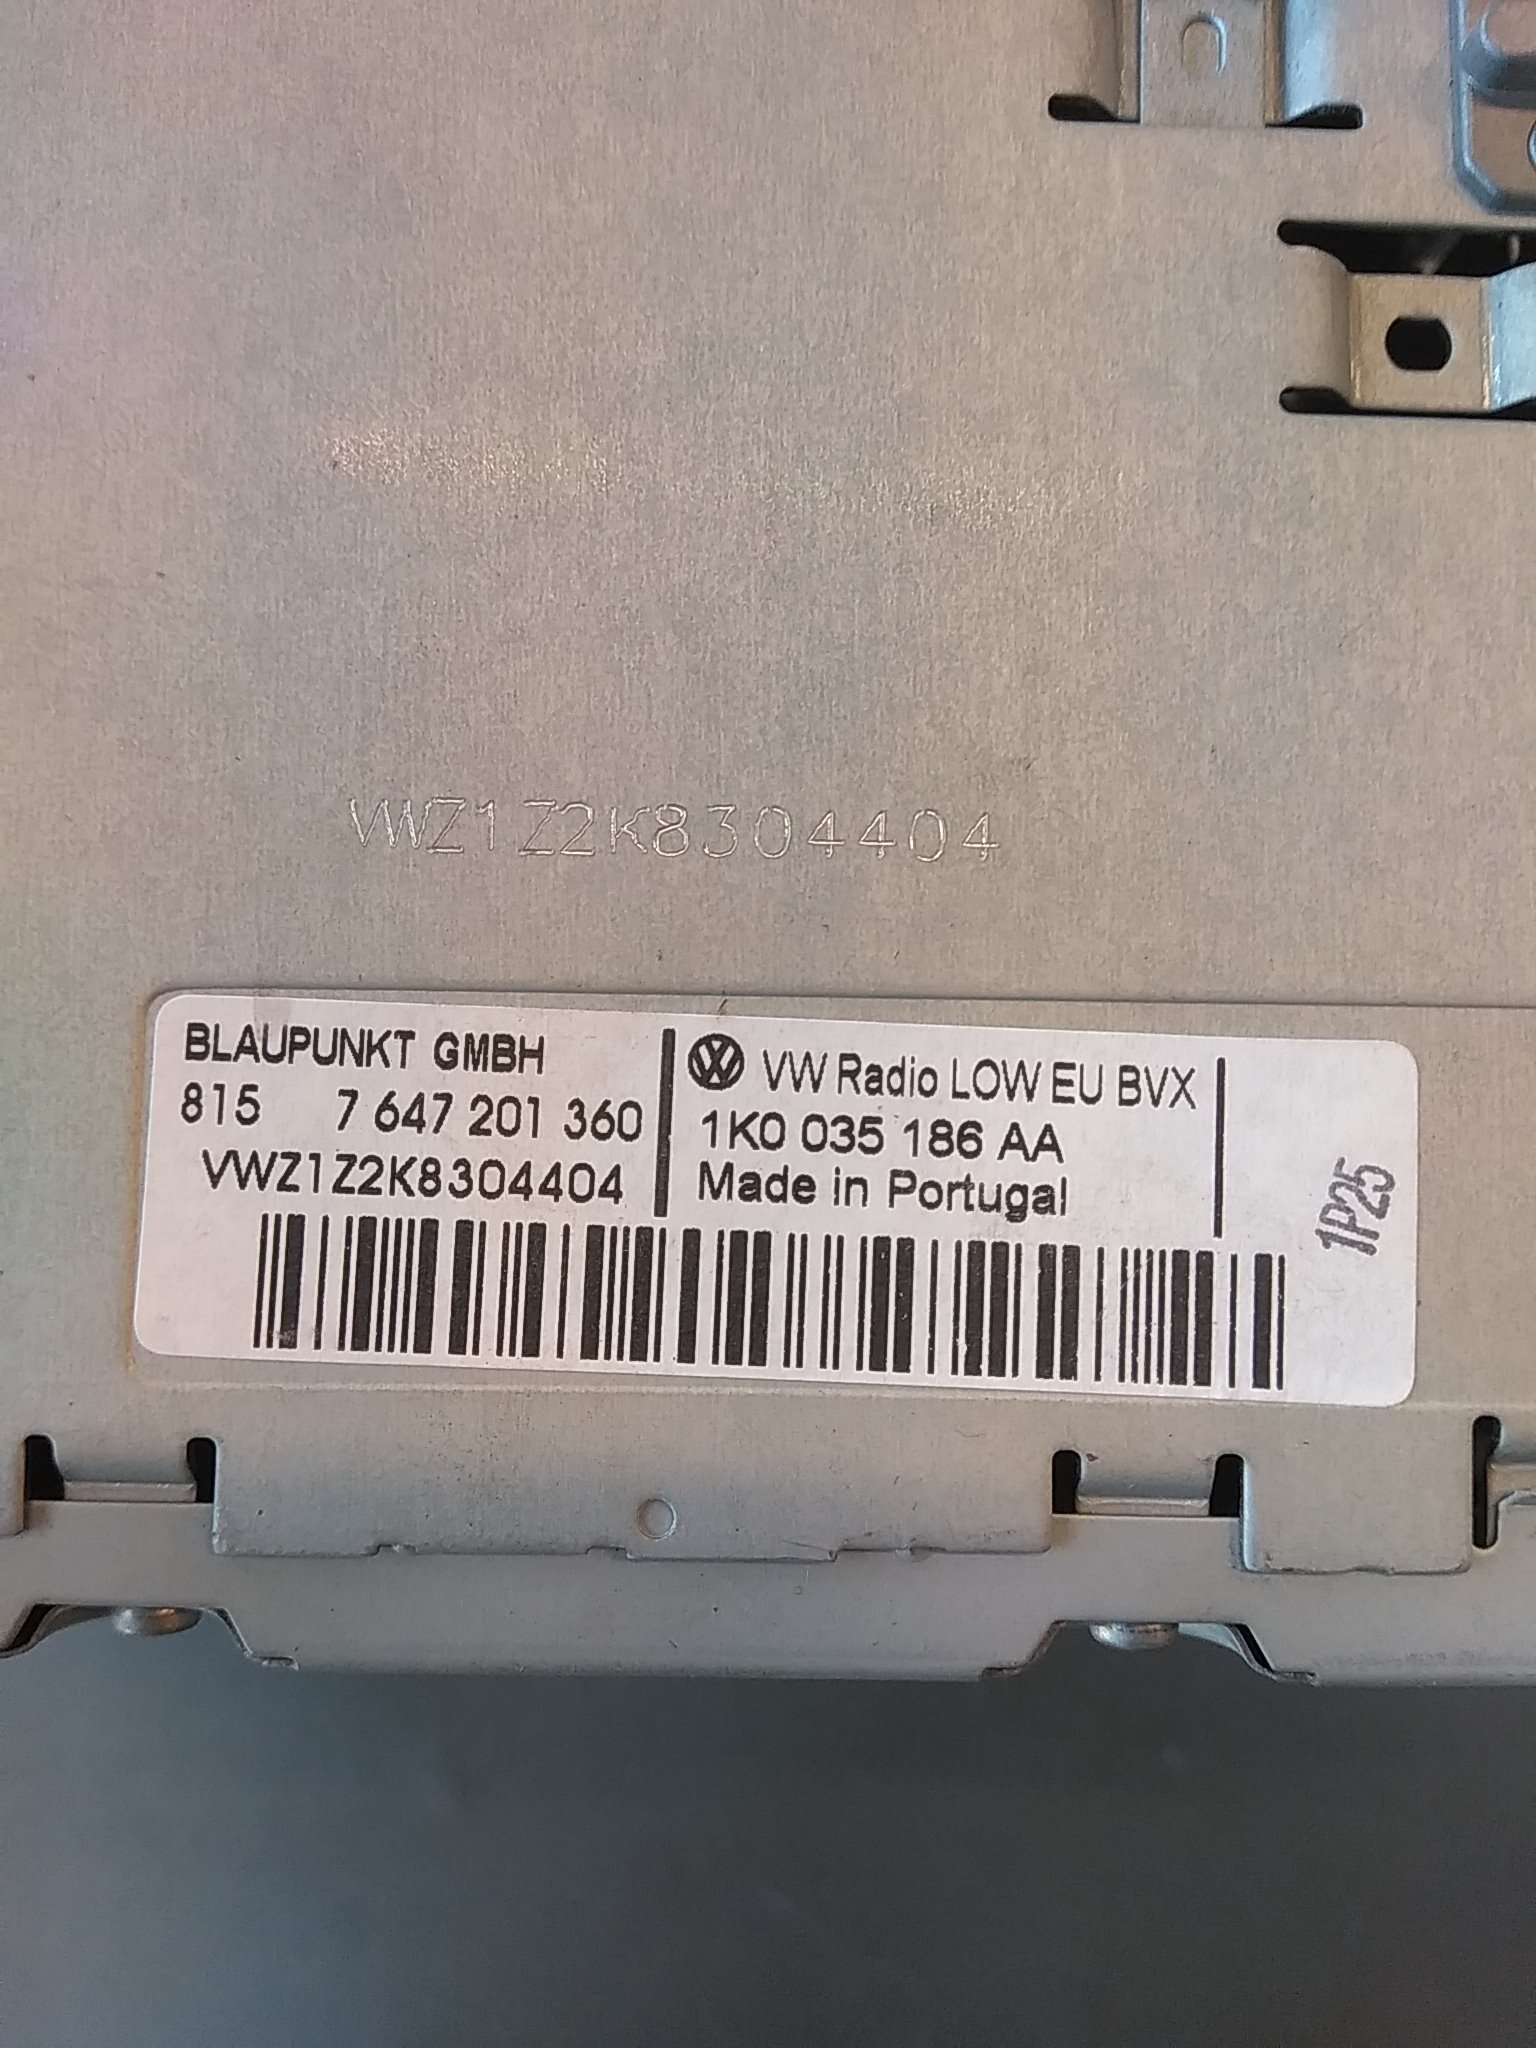 VWZ1Z2K8304404
BLAUPUNKT GMBH
815 7 647 201 360
VWZ1Z2K8304404
VW Radio LOW EU BVX
1K0 035 186 AA
Made in Portugal
1P25